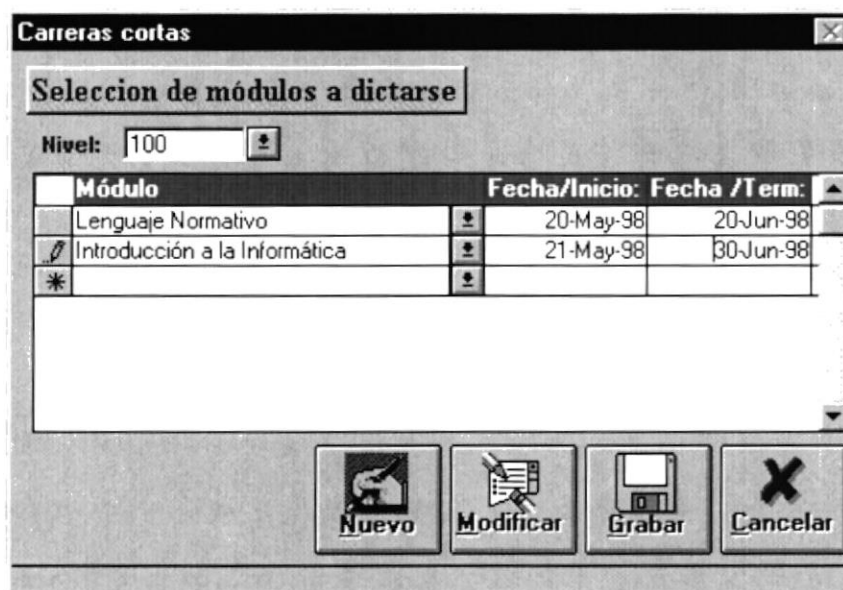 Carreras cortas
Seleccion de módulos a dictarse
Nivel: 100
Módulo Fecha/Inicio: Fecha /Term:
Lenguaje Normativo 20-May-98 20-Jun-98
Introducción a la Informática 21-May-98 30-Jun-98
Nuevo Modificar Grabar Cancelar